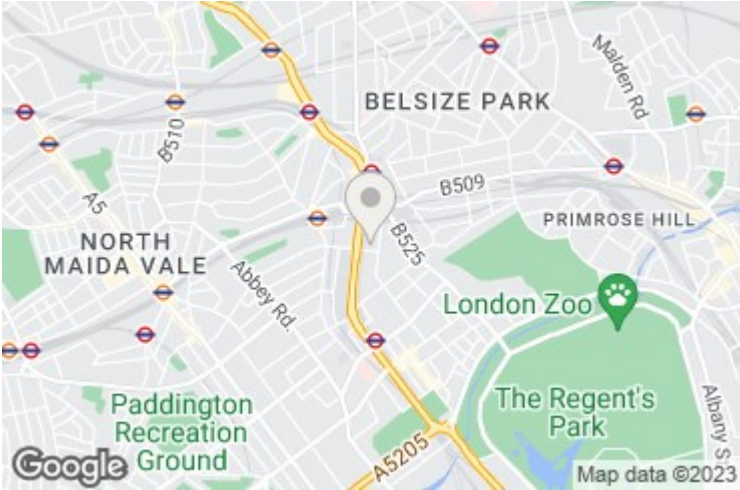 Malden Rd
BELSIZE PARK
B510
B509
A5
PRIMROSE HILL
B525
NORTH
MAIDA VALE
Abbey Rd.
London Zoo
The Regent's
Park
Albany S
Paddington
Recreation
Ground
A5205
Google
Map data ©2023